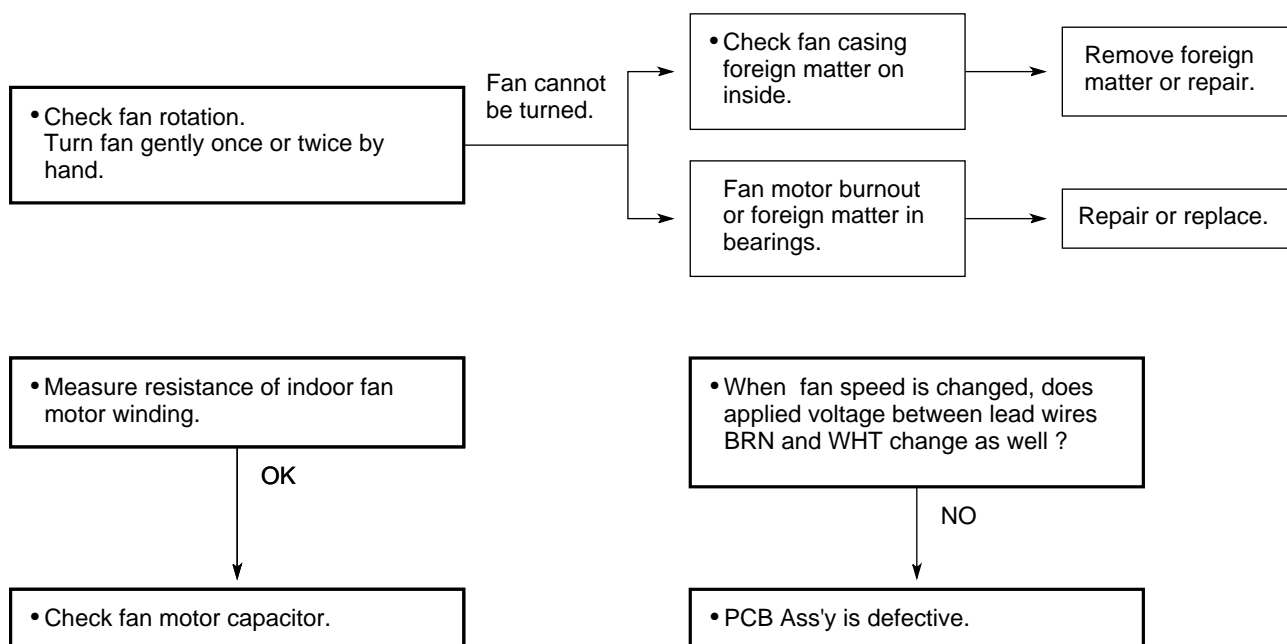 • Check fan rotation.
Turn fan gently once or twice by
hand.
Fan cannot
be turned.
• Check fan casing
foreign matter on
inside.
Remove foreign
matter or repair.
Fan motor burnout
or foreign matter in
bearings.
Repair or replace.
• Measure resistance of indoor fan
motor winding.
OK
• Check fan motor capacitor.
• When fan speed is changed, does
applied voltage between lead wires
BRN and WHT change as well ?
NO
• PCB Ass'y is defective.